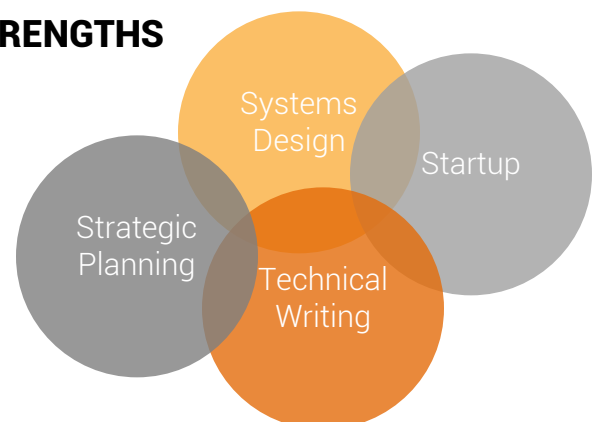 RENGTHS
Systems
Design
Startup
Strategic
Planning
Technical
Writing